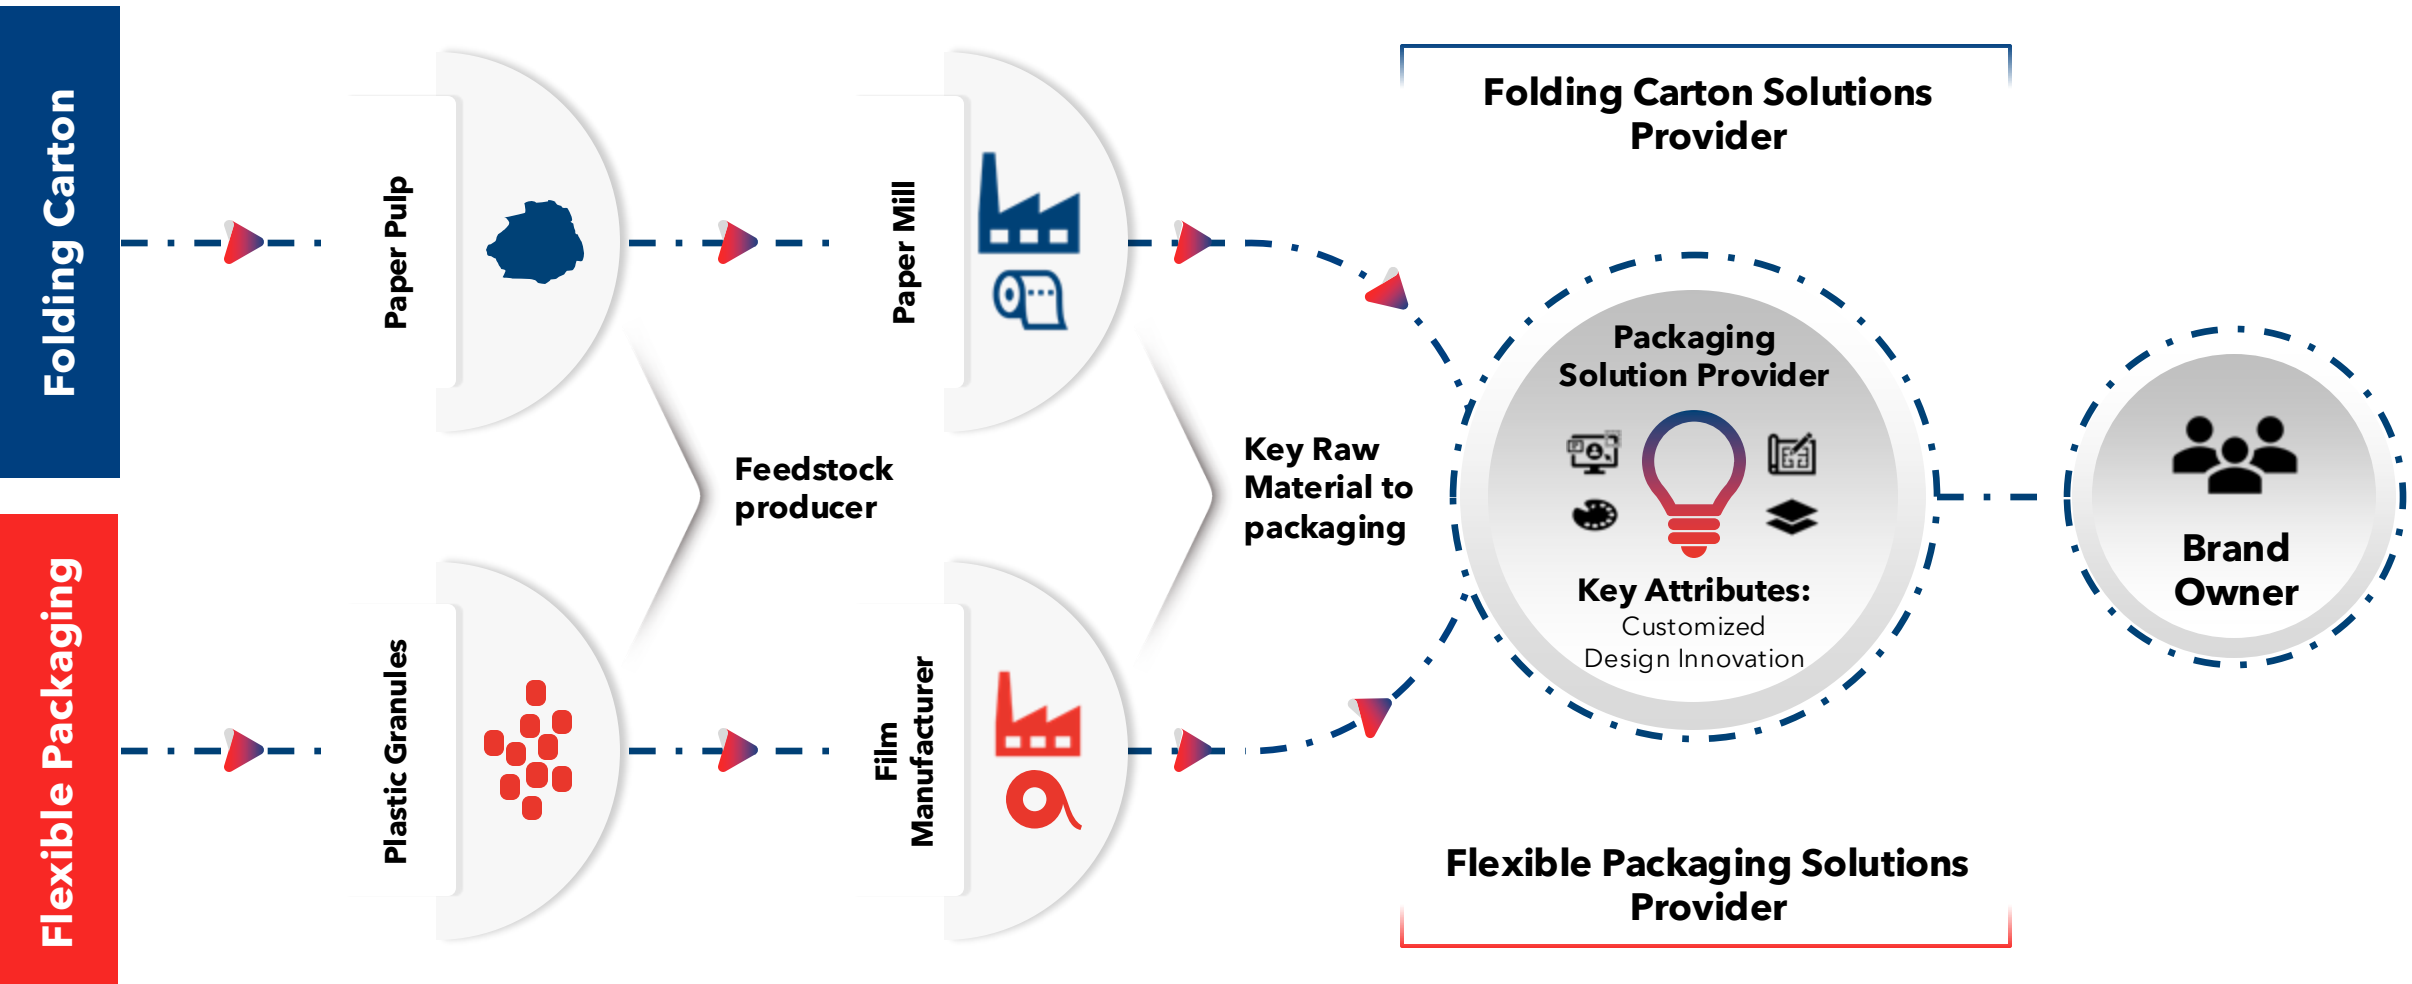 Folding Carton
Paper Pulp
Paper Mill
Folding Carton Solutions
Provider
Feedstock
producer
Key Raw
Material to
packaging
Packaging
Solution Provider
Key Attributes:
Customized
Design Innovation
Brand
Owner
Flexible Packaging
Plastic Granules
Film
Manufacturer
Flexible Packaging Solutions
Provider